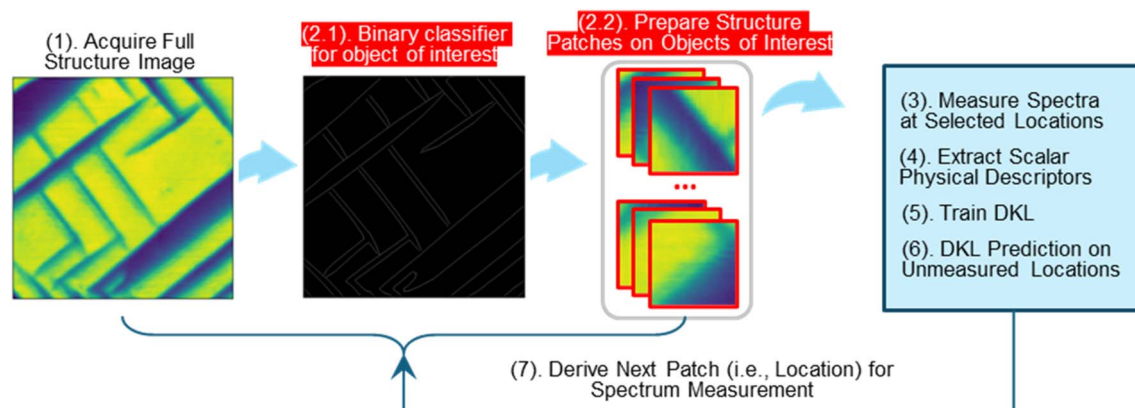 (1). Acquire Full
Structure Image
(2.1). Binary classifier
for object of interest
(2.2). Prepare Structure
Patches on Objects of Interest
...
(3). Measure Spectra
at Selected Locations
(4). Extract Scalar
Physical Descriptors
(5). Train DKL
(6). DKL Prediction on
Unmeasured Locations
(7). Derive Next Patch (i.e., Location) for
Spectrum Measurement